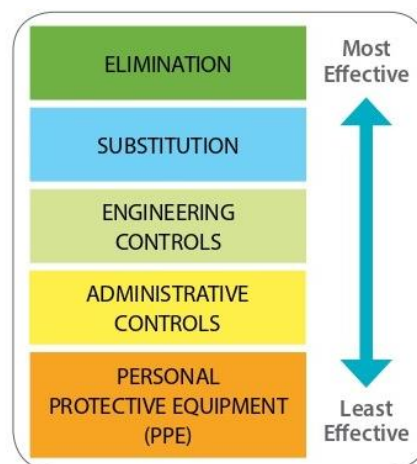 ELIMINATION
Most
Effective
SUBSTITUTION
ENGINEERING
CONTROLS
ADMINISTRATIVE
CONTROLS
PERSONAL
PROTECTIVE EQUIPMENT
(PPE)
Least
Effective